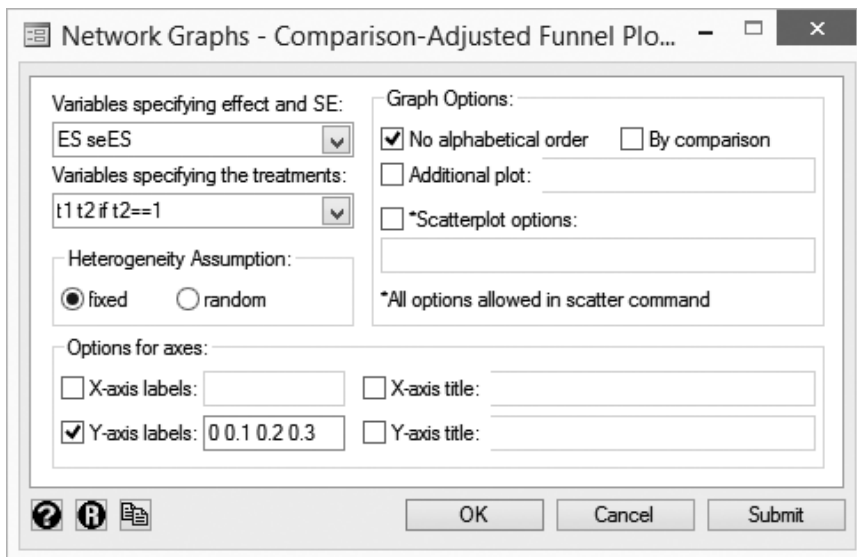 Network Graphs - Comparison-Adjusted Funnel Plo...
Variables specifying effect and SE:
ES seES
Variables specifying the treatments:
t1 t2 if t2==1
Heterogeneity Assumption:
fixed random
Graph Options:
No alphabetical order By comparison
Additional plot:
*Scatterplot options:
*All options allowed in scatter command
Options for axes:
X-axis labels: X-axis title:
Y-axis labels: 0 0.1 0.2 0.3 Y-axis title:
? R OK Cancel Submit